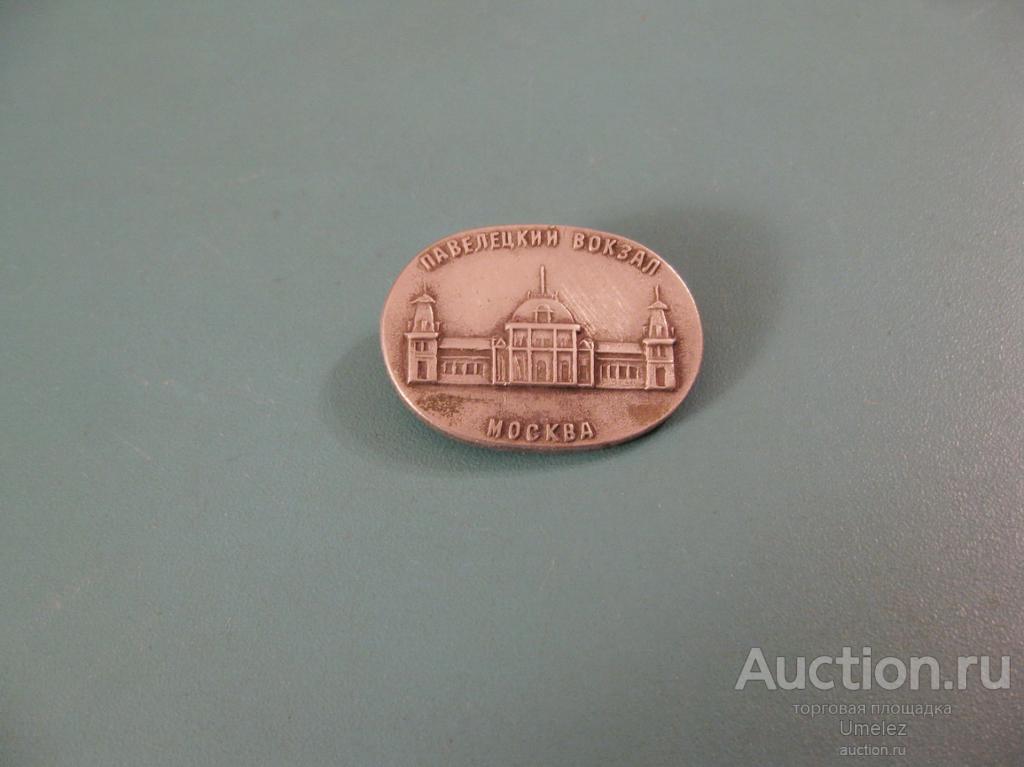 ПАВЕЛЕЦКИЙ ВОКЗАЛ
МОСКВА
Auction.ru
торговая площадка
Umelez
auction.ru